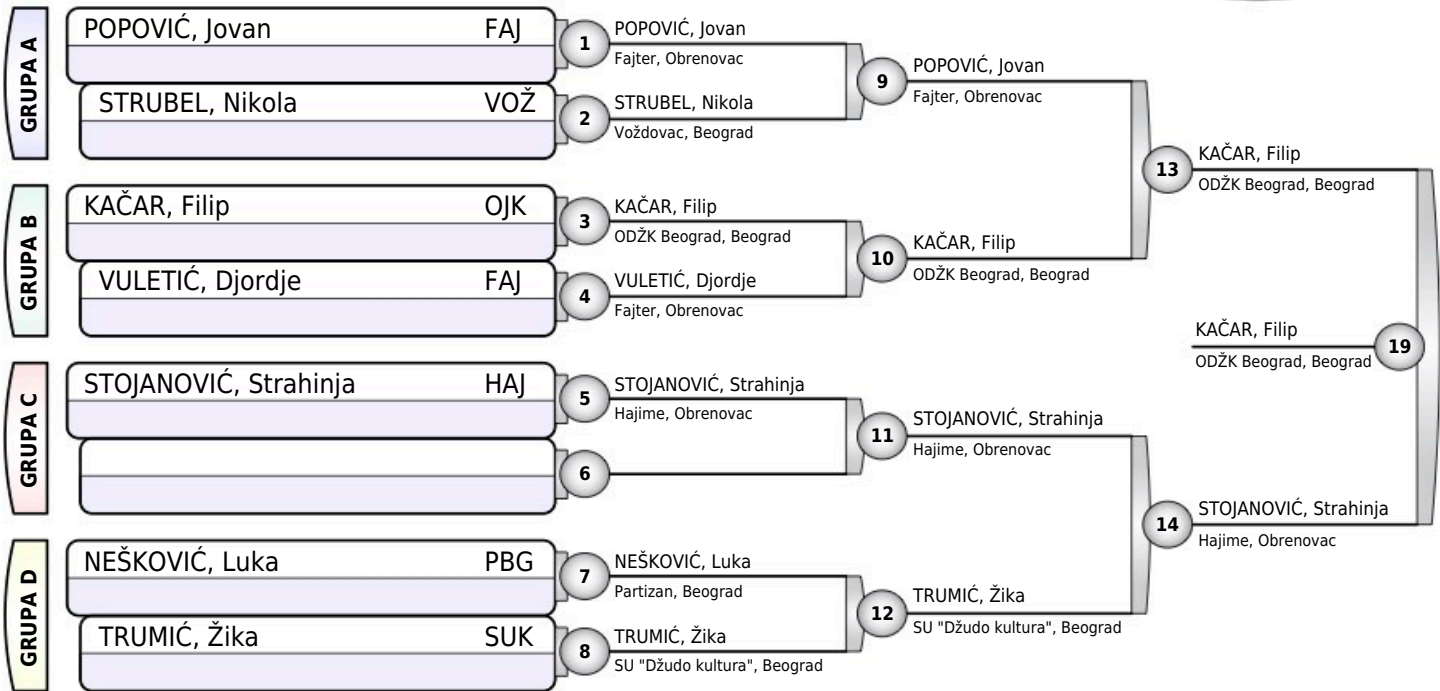 GRUPA A
POPOVIĆ, Jovan FAJ
STRUBEL, Nikola VOŽ
1
POPOVIĆ, Jovan
Fajter, Obrenovac
2
STRUBEL, Nikola
Voždovac, Beograd
9
POPOVIĆ, Jovan
Fajter, Obrenovac
GRUPA B
KAČAR, Filip OJK
VULETIĆ, Djordje FAJ
3
KAČAR, Filip
ODŽK Beograd, Beograd
4
VULETIĆ, Djordje
Fajter, Obrenovac
10
KAČAR, Filip
ODŽK Beograd, Beograd
13
KAČAR, Filip
ODŽK Beograd, Beograd
GRUPA C
STOJANOVIĆ, Strahinja HAJ
5
STOJANOVIĆ, Strahinja
Hajime, Obrenovac
6
11
STOJANOVIĆ, Strahinja
Hajime, Obrenovac
GRUPA D
NEŠKOVIĆ, Luka PBG
TRUMIĆ, Žika SUK
7
NEŠKOVIĆ, Luka
Partizan, Beograd
8
TRUMIĆ, Žika
SU "Džudo kultura", Beograd
12
TRUMIĆ, Žika
SU "Džudo kultura", Beograd
14
STOJANOVIĆ, Strahinja
Hajime, Obrenovac
KAČAR, Filip
ODŽK Beograd, Beograd
19